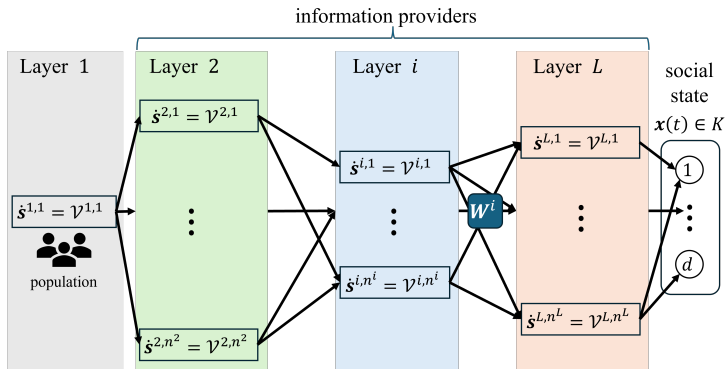 information providers
Layer 1
Layer 2
Layer i
Layer L
social
state
x(t) ∈ K
ṡ^{1,1} = 𝒱^{1,1}
population
ṡ^{2,1} = 𝒱^{2,1}
⋮
ṡ^{2,n^2} = 𝒱^{2,n^2}
ṡ^{i,1} = 𝒱^{i,1}
⋮
ṡ^{i,n^i} = 𝒱^{i,n^i}
W^i
ṡ^{L,1} = 𝒱^{L,1}
⋮
ṡ^{L,n^L} = 𝒱^{L,n^L}
1
⋮
d